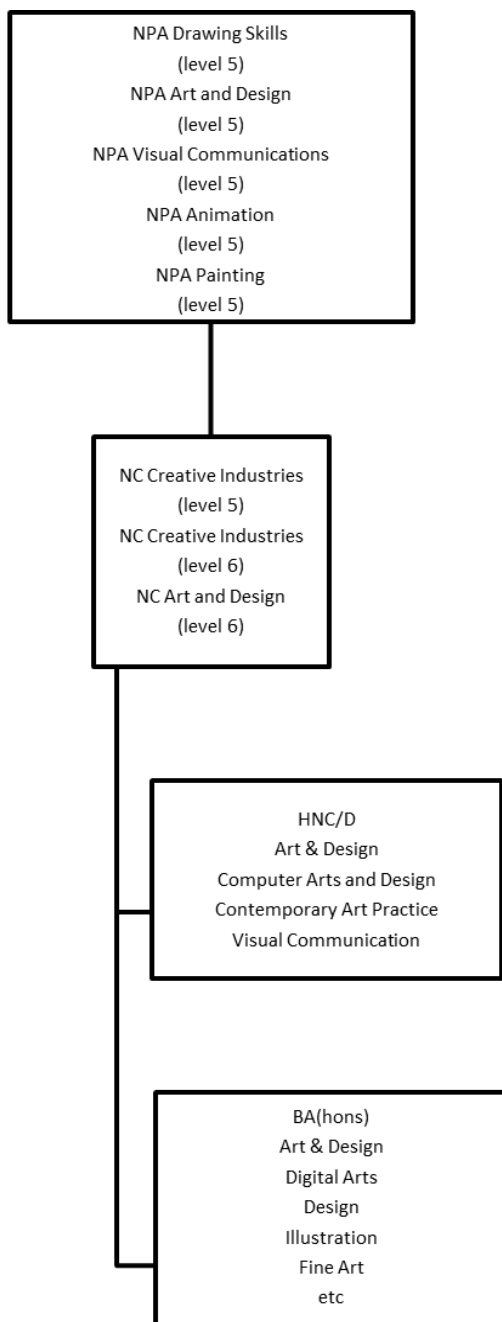 NPA Drawing Skills
(level 5)
NPA Art and Design
(level 5)
NPA Visual Communications
(level 5)
NPA Animation
(level 5)
NPA Painting
(level 5)
NC Creative Industries
(level 5)
NC Creative Industries
(level 6)
NC Art and Design
(level 6)
HNC/D
Art & Design
Computer Arts and Design
Contemporary Art Practice
Visual Communication
BA(hons)
Art & Design
Digital Arts
Design
Illustration
Fine Art
etc